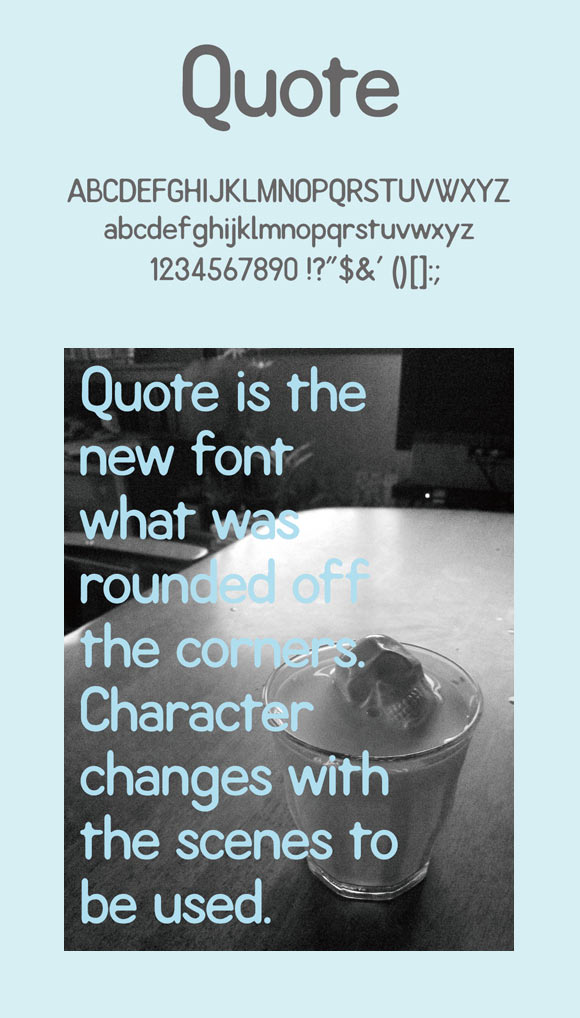 Quote
ABCDEFGHIJKLMNOPQRSTUVWXYZ
abcdefghijklmnopqrstuvwxyz
1234567890 !?"$&' ()[]:;
Quote is the
new font
what was
rounded off
the corners.
Character
changes with
the scenes to
be used.